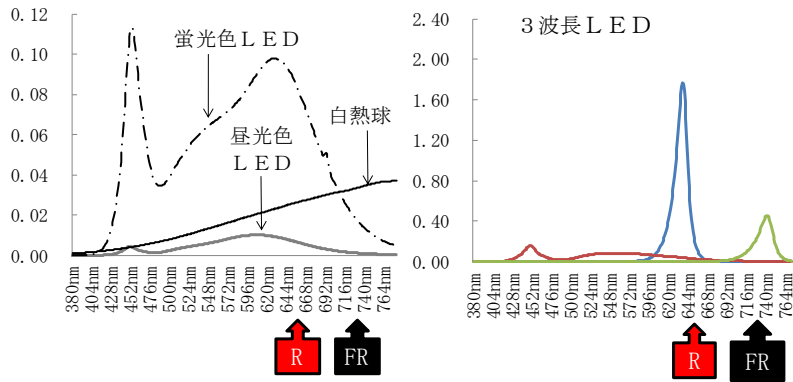 0.12
0.10
0.08
0.06
0.04
0.02
0.00
蛍光色ＬＥＤ
白熱球
昼光色
ＬＥＤ
380nm
404nm
428nm
452nm
476nm
500nm
524nm
548nm
572nm
596nm
620nm
644nm
668nm
692nm
716nm
740nm
764nm
R
FR
３波長ＬＥＤ
2.40
2.00
1.60
1.20
0.80
0.40
0.00
380nm
404nm
428nm
452nm
476nm
500nm
524nm
548nm
572nm
596nm
620nm
644nm
668nm
692nm
716nm
740nm
764nm
R
FR